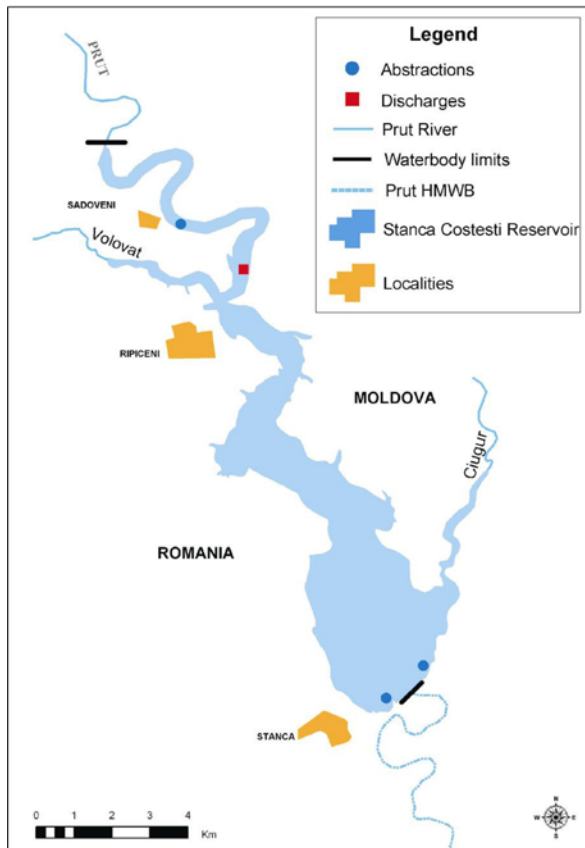 PRUT
Legend
Abstractions
Discharges
Prut River
Waterbody limits
Prut HMWB
Stanca Costesti Reservoir
Localities
SADOVENI
Volovat
RIPICENI
MOLDOVA
Ciugur
ROMANIA
STANCA
0 1 2 3 4
Km
N
W E
S